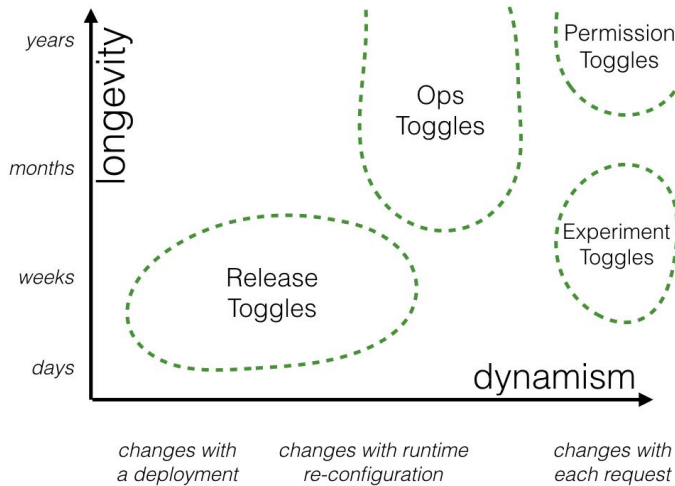 years
longevity
months
weeks
days
Ops
Toggles
Permission
Toggles
Experiment
Toggles
Release
Toggles
dynamism
changes with
a deployment
changes with runtime
re-configuration
changes with
each request